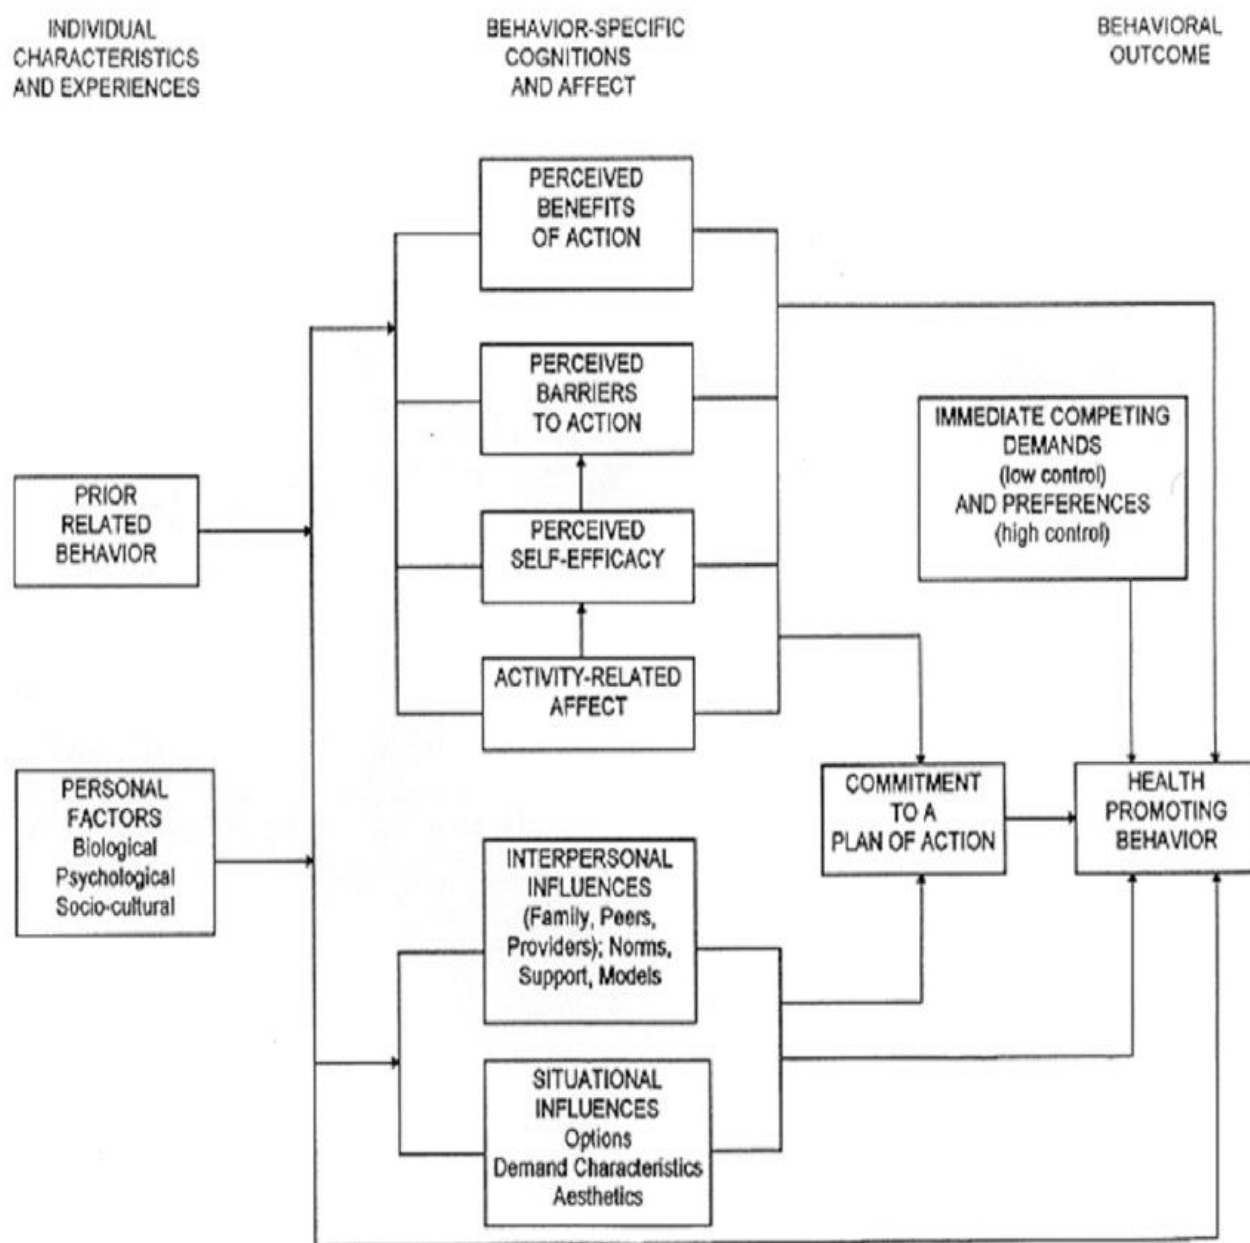 INDIVIDUAL
CHARACTERISTICS
AND EXPERIENCES
BEHAVIOR-SPECIFIC
COGNITIONS
AND AFFECT
BEHAVIORAL
OUTCOME
PERCEIVED
BENEFITS
OF ACTION
PERCEIVED
BARRIERS
TO ACTION
IMMEDIATE COMPETING
DEMANDS
(low control)
AND PREFERENCES
(high control)
PRIOR
RELATED
BEHAVIOR
PERCEIVED
SELF-EFFICACY
ACTIVITY-RELATED
AFFECT
PERSONAL
FACTORS
Biological
Psychological
Socio-cultural
COMMITMENT
TO A
PLAN OF ACTION
HEALTH
PROMOTING
BEHAVIOR
INTERPERSONAL
INFLUENCES
(Family, Peers,
Providers); Norms,
Support, Models
SITUATIONAL
INFLUENCES
Options
Demand Characteristics
Aesthetics